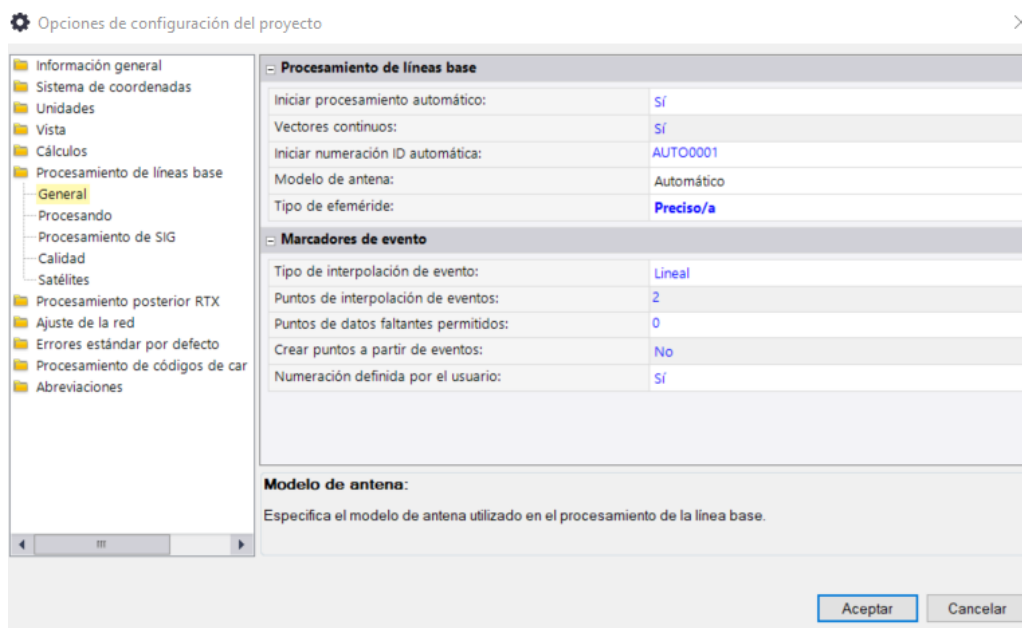 Opciones de configuración del proyecto
Información general
Sistema de coordenadas
Unidades
Vista
Cálculos
Procesamiento de líneas base
General
Procesando
Procesamiento de SIG
Calidad
Satélites
Procesamiento posterior RTX
Ajuste de la red
Errores estándar por defecto
Procesamiento de códigos de car
Abreviaciones
Procesamiento de líneas base
Iniciar procesamiento automático: Sí
Vectores continuos: Sí
Iniciar numeración ID automática: AUTO0001
Modelo de antena: Automático
Tipo de efeméride: Preciso/a
Marcadores de evento
Tipo de interpolación de evento: Lineal
Puntos de interpolación de eventos: 2
Puntos de datos faltantes permitidos: 0
Crear puntos a partir de eventos: No
Numeración definida por el usuario: Sí
Modelo de antena:
Especifica el modelo de antena utilizado en el procesamiento de la línea base.
Aceptar Cancelar